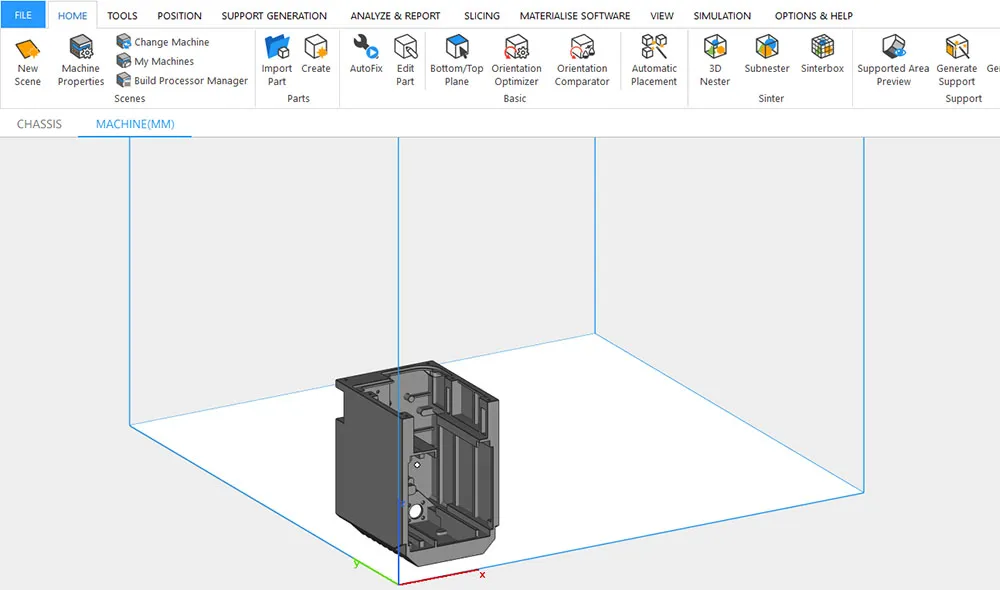 FILE HOME TOOLS POSITION SUPPORT GENERATION ANALYZE & REPORT SLICING MATERIALISE SOFTWARE VIEW SIMULATION OPTIONS & HELP
New Scene
Machine Properties
Change Machine
My Machines
Build Processor Manager
Scenes
Import Part
Create
Parts
AutoFix
Edit Part
Bottom/Top Plane
Orientation Optimizer
Orientation Comparator
Automatic Placement
Basic
3D Nester
Subnester
Sinterbox
Sinter
Supported Area Preview
Generate Support
Support
CHASSIS MACHINE(MM)
y
x